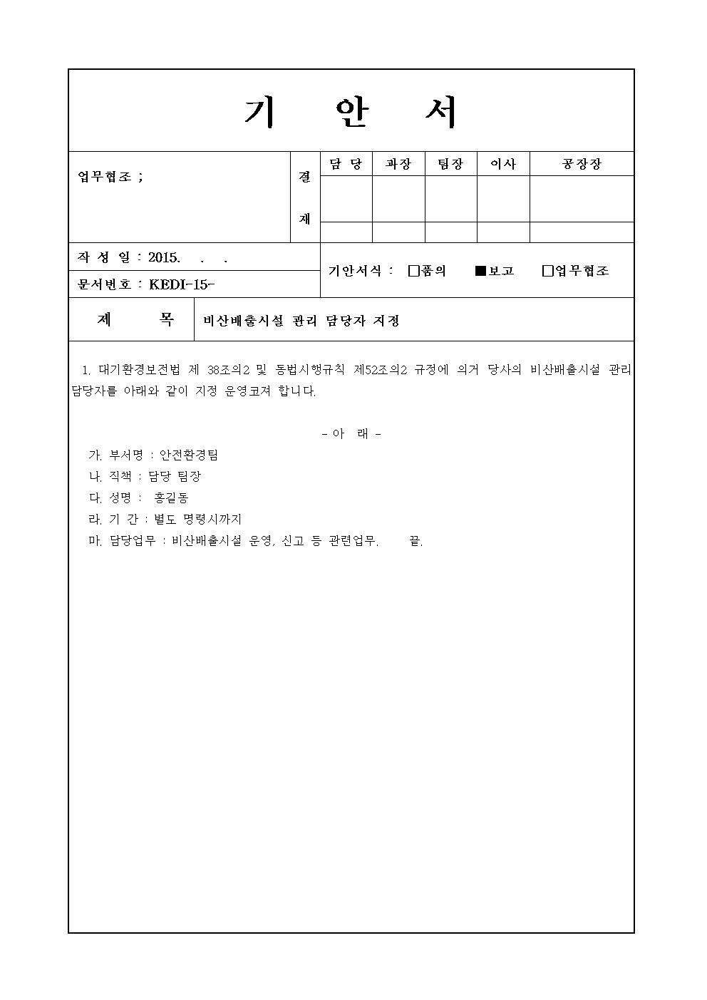 기 안 서
업무협조 ;
결 재
담 당 과장 팀장 이사 공장장
작 성 일 : 2015. . .
문서번호 : KEDI-15-
기안서식 : □품의 ■보고 □업무협조
제 목
비산배출시설 관리 담당자 지정
1. 대기환경보전법 제 38조의2 및 동법시행규칙 제52조의2 규정에 의거 당사의 비산배출시설 관리
담당자를 아래와 같이 지정 운영코져 합니다.
- 아 래 -
가. 부서명 : 안전환경팀
나. 직책 : 담당 팀장
다. 성명 : 홍길동
라. 기 간 : 별도 명령시까지
마. 담당업무 : 비산배출시설 운영, 신고 등 관련업무. 끝.